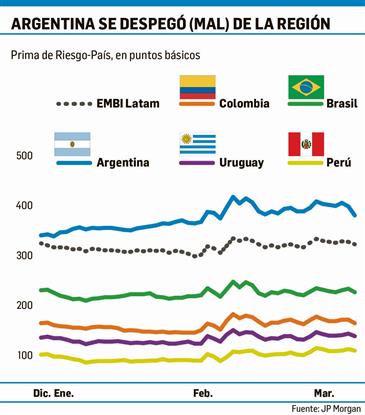 ARGENTINA SE DESPEGÓ (MAL) DE LA REGIÓN
Prima de Riesgo-País, en puntos básicos
EMBI Latam Colombia Brasil
Argentina Uruguay Perú
500
400
300
200
100
Dic. Ene. Feb. Mar.
Fuente: JP Morgan